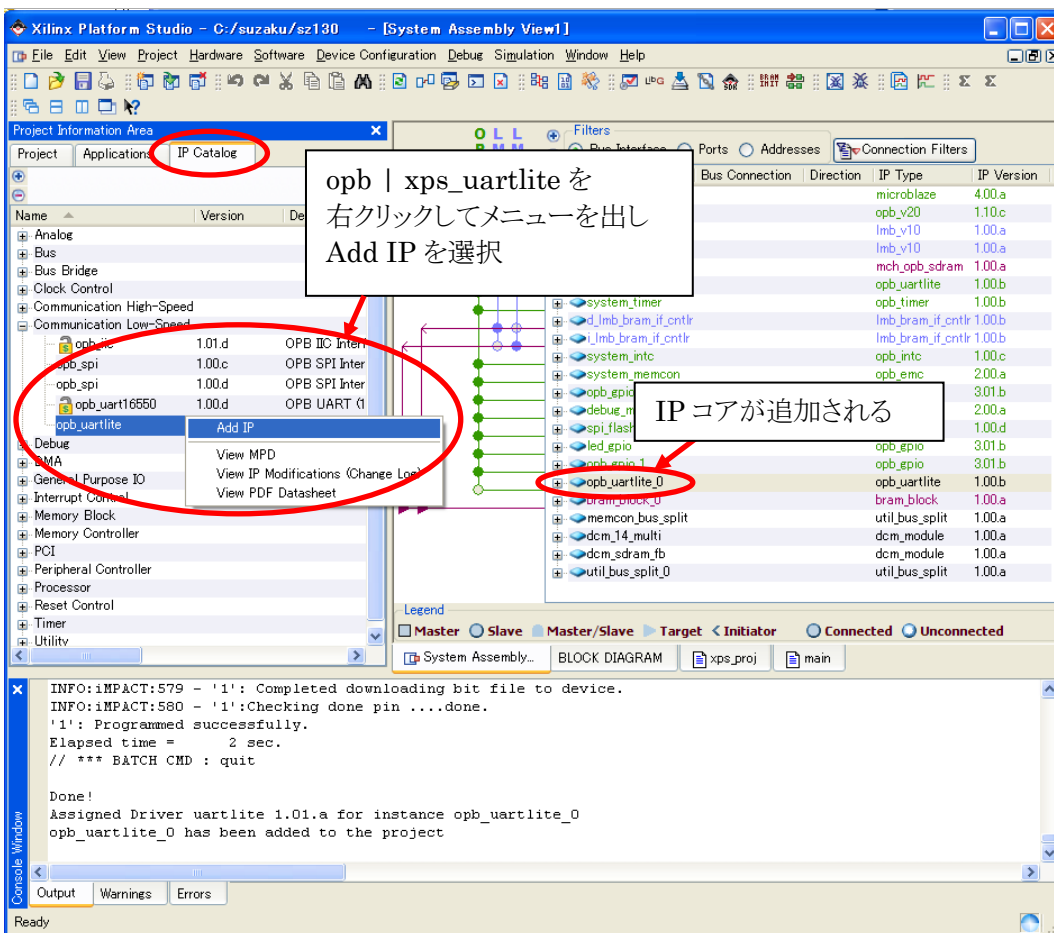 Xilinx Platform Studio - C:/suzaku/sz130 - [System Assembly View1]
File Edit View Project Hardware Software Device Configuration Debug Simulation Window Help
Project Information Area
Project Applications IP Catalog
Name Version
Analog
Bus
Bus Bridge
Clock Control
Communication High-Speed
Communication Low-Speed
opb_iic 1.01.d OPB IIC Interf
opb_spi 1.00.c OPB SPI Inter
opb_spi 1.00.d OPB SPI Inter
opb_uart16550 1.00.d OPB UART (1
opb_uartlite
Add IP
View MPD
View IP Modifications (Change Log)
View PDF Datasheet
Debug
DMA
General Purpose IO
Interrupt Control
Memory Block
Memory Controller
PCI
Peripheral Controller
Processor
Reset Control
Timer
Utility
opb | xps_uartlite を
右クリックしてメニューを出し
Add IP を選択
O L L
Filters
Bus Interface Ports Addresses Connection Filters
Bus Connection Direction IP Type IP Version
microblaze 4.00.a
opb_v20 1.10.c
lmb_v10 1.00.a
lmb_v10 1.00.a
mch_opb_sdram 1.00.a
opb_uartlite 1.00.b
system_timer opb_timer 1.00.b
d_lmb_bram_if_cntlr lmb_bram_if_cntlr 1.00.b
i_lmb_bram_if_cntlr lmb_bram_if_cntlr 1.00.b
system_intc opb_intc 1.00.c
system_memcon opb_emc 2.00.a
opb_gpio 3.01.b
2.00.a
spi_flash 1.00.d
led_gpio opb_gpio 3.01.b
opb_gpio_1 opb_gpio 3.01.b
opb_uartlite_0 opb_uartlite 1.00.b
bram_block_0 bram_block 1.00.a
memcon_bus_split util_bus_split 1.00.a
dcm_14_multi dcm_module 1.00.a
dcm_sdram_fb dcm_module 1.00.a
util_bus_split_0 util_bus_split 1.00.a
IP コアが追加される
Legend
Master Slave Master/Slave Target Initiator Connected Unconnected
System Assembly... BLOCK DIAGRAM xps_proj main
INFO:iMPACT:579 - '1': Completed downloading bit file to device.
INFO:iMPACT:580 - '1':Checking done pin ....done.
'1': Programmed successfully.
Elapsed time = 2 sec.
// *** BATCH CMD : quit
Done!
Assigned Driver uartlite 1.01.a for instance opb_uartlite_0
opb_uartlite_0 has been added to the project
Console Window
Output Warnings Errors
Ready